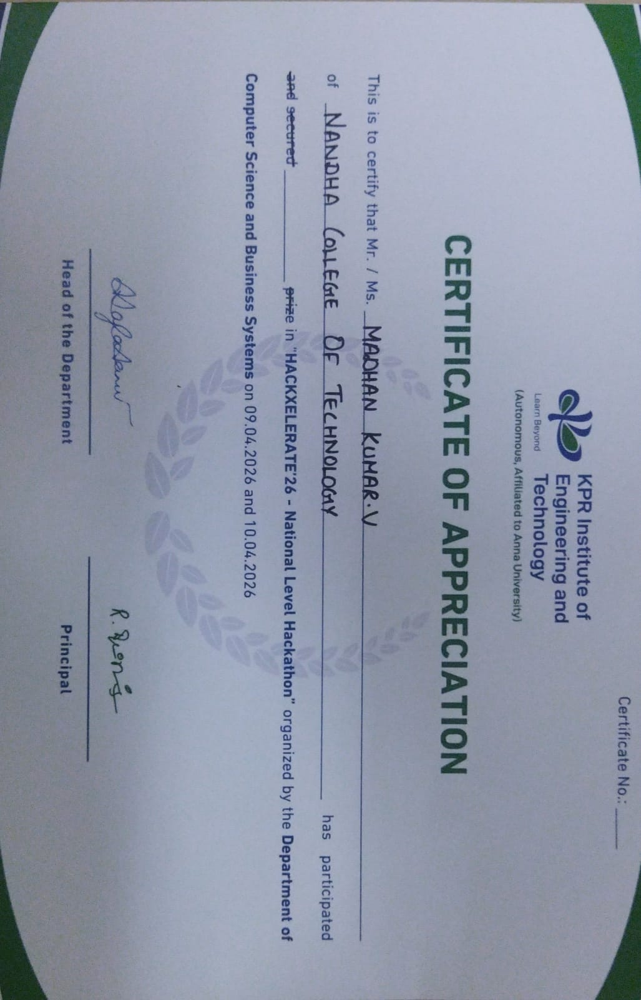 Certificate No.: ______
KPR Institute of
Engineering and
Technology
Learn Beyond
(Autonomous, Affiliated to Anna University)
CERTIFICATE OF APPRECIATION
This is to certify that Mr. / Ms. MADHAN KUMAR.V
of NANDHA COLLEGE OF TECHNOLOGY has participated
and secured ______ prize in "HACKXELERATE'26 - National Level Hackathon" organized by the Department of
Computer Science and Business Systems on 09.04.2026 and 10.04.2026
Head of the Department
Principal